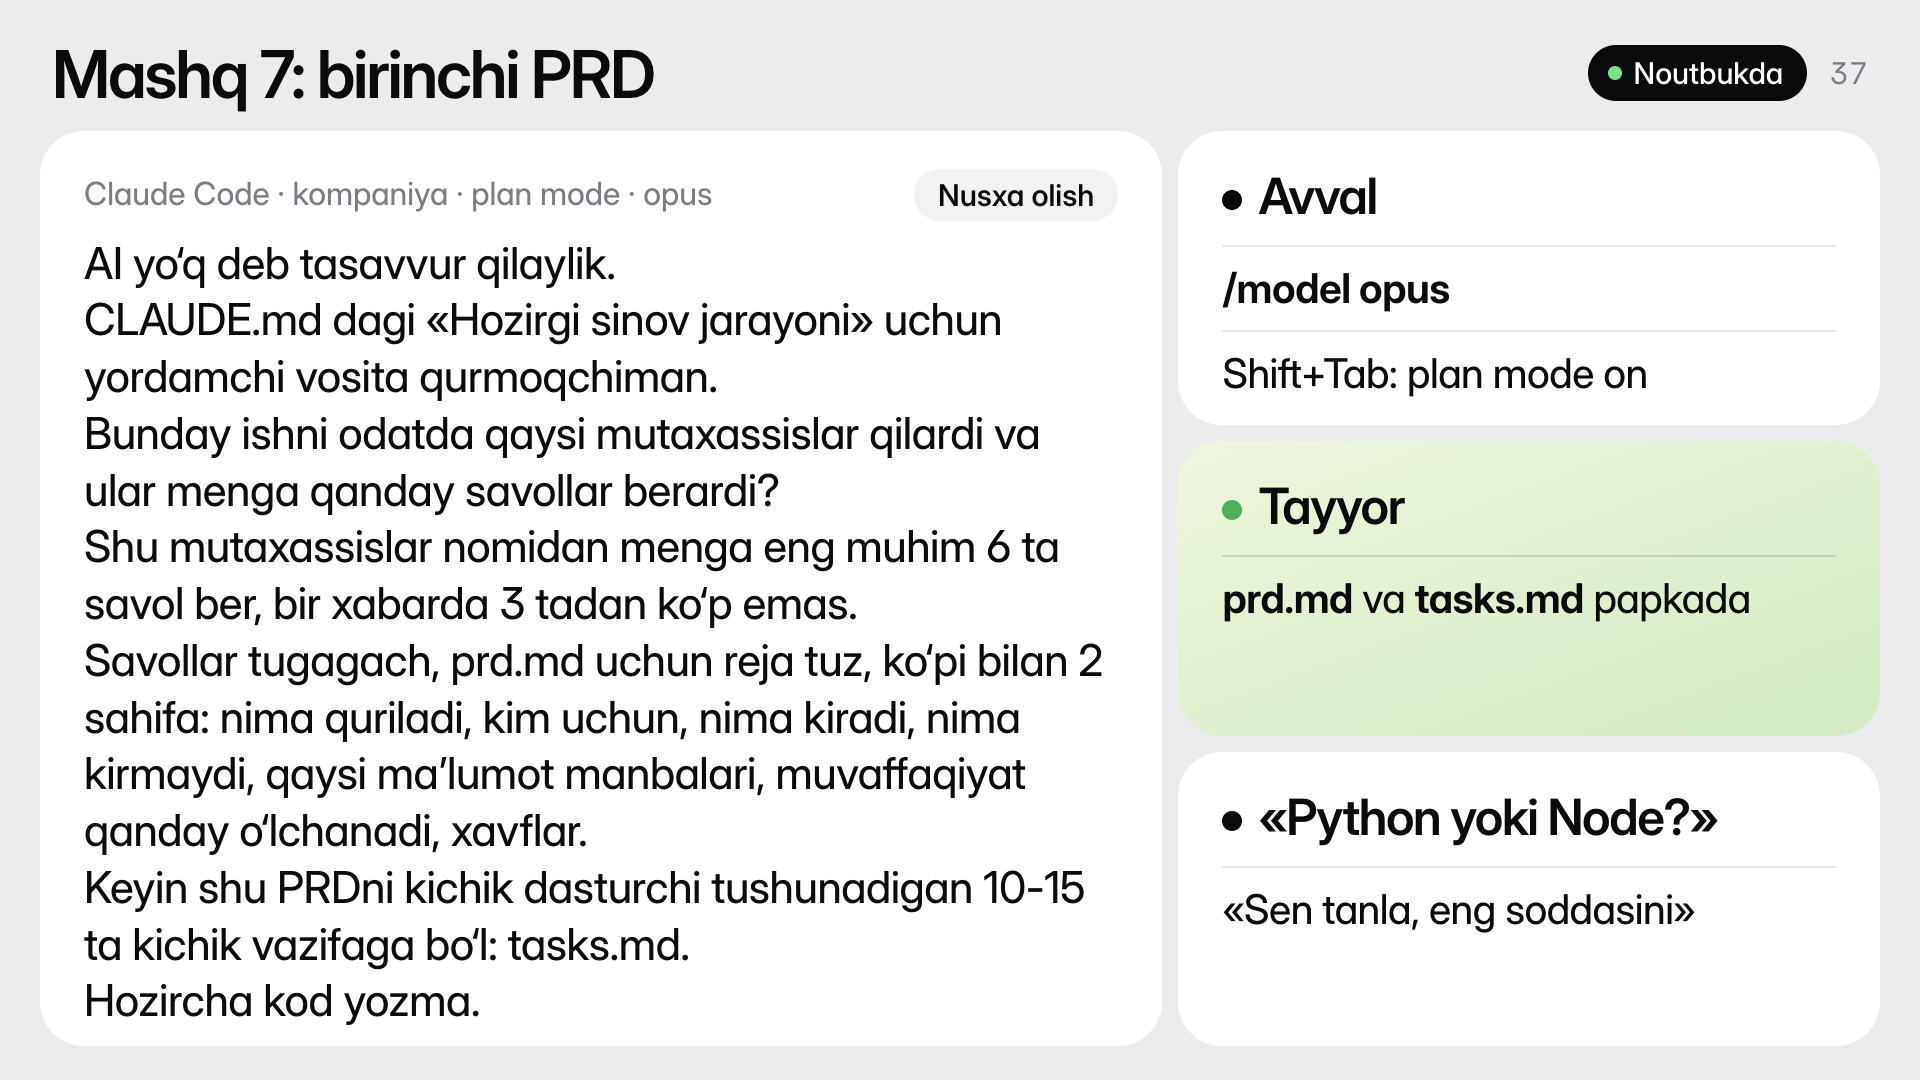 Mashq 7: birinchi PRD
Noutbukda
37
Claude Code · kompaniya · plan mode · opus
Nusxa olish
AI yo‘q deb tasavvur qilaylik.
CLAUDE.md dagi «Hozirgi sinov jarayoni» uchun
yordamchi vosita qurmoqchiman.
Bunday ishni odatda qaysi mutaxassislar qilardi va
ular menga qanday savollar berardi?
Shu mutaxassislar nomidan menga eng muhim 6 ta
savol ber, bir xabarda 3 tadan ko‘p emas.
Savollar tugagach, prd.md uchun reja tuz, ko‘pi bilan 2
sahifa: nima quriladi, kim uchun, nima kiradi, nima
kirmaydi, qaysi ma’lumot manbalari, muvaffaqiyat
qanday o‘lchanadi, xavflar.
Keyin shu PRDni kichik dasturchi tushunadigan 10-15
ta kichik vazifaga bo‘l: tasks.md.
Hozircha kod yozma.
Avval
/model opus
Shift+Tab: plan mode on
Tayyor
prd.md va tasks.md papkada
«Python yoki Node?»
«Sen tanla, eng soddasini»